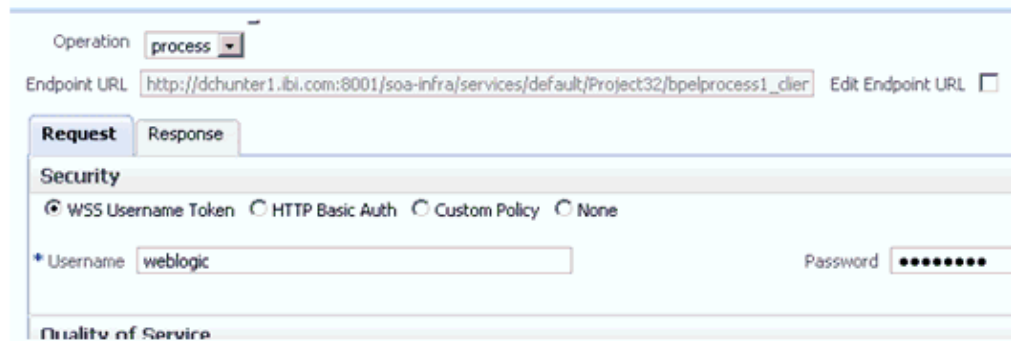 Operation process
Endpoint URL http://dchunter1.ibi.com:8001/soa-infra/services/default/Project32/bpelprocess1_clier Edit Endpoint URL
Request Response
Security
WSS Username Token HTTP Basic Auth Custom Policy None
* Username weblogic Password ••••••••
Quality of Service